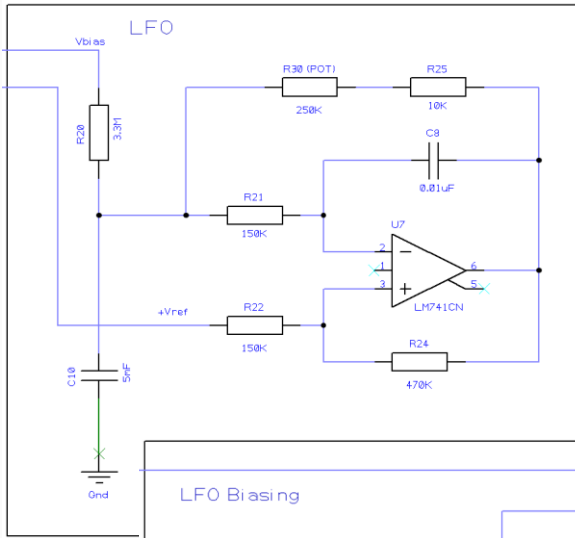 LFO
Vbias
R30 (POT)
250K
R25
10K
R20
3.3M
C8
0.01uF
R21
150K
U7
2
1
3
6
5
LM741CN
+Vref
R22
150K
R24
470K
C10
5mF
Gnd
LFO Biasing